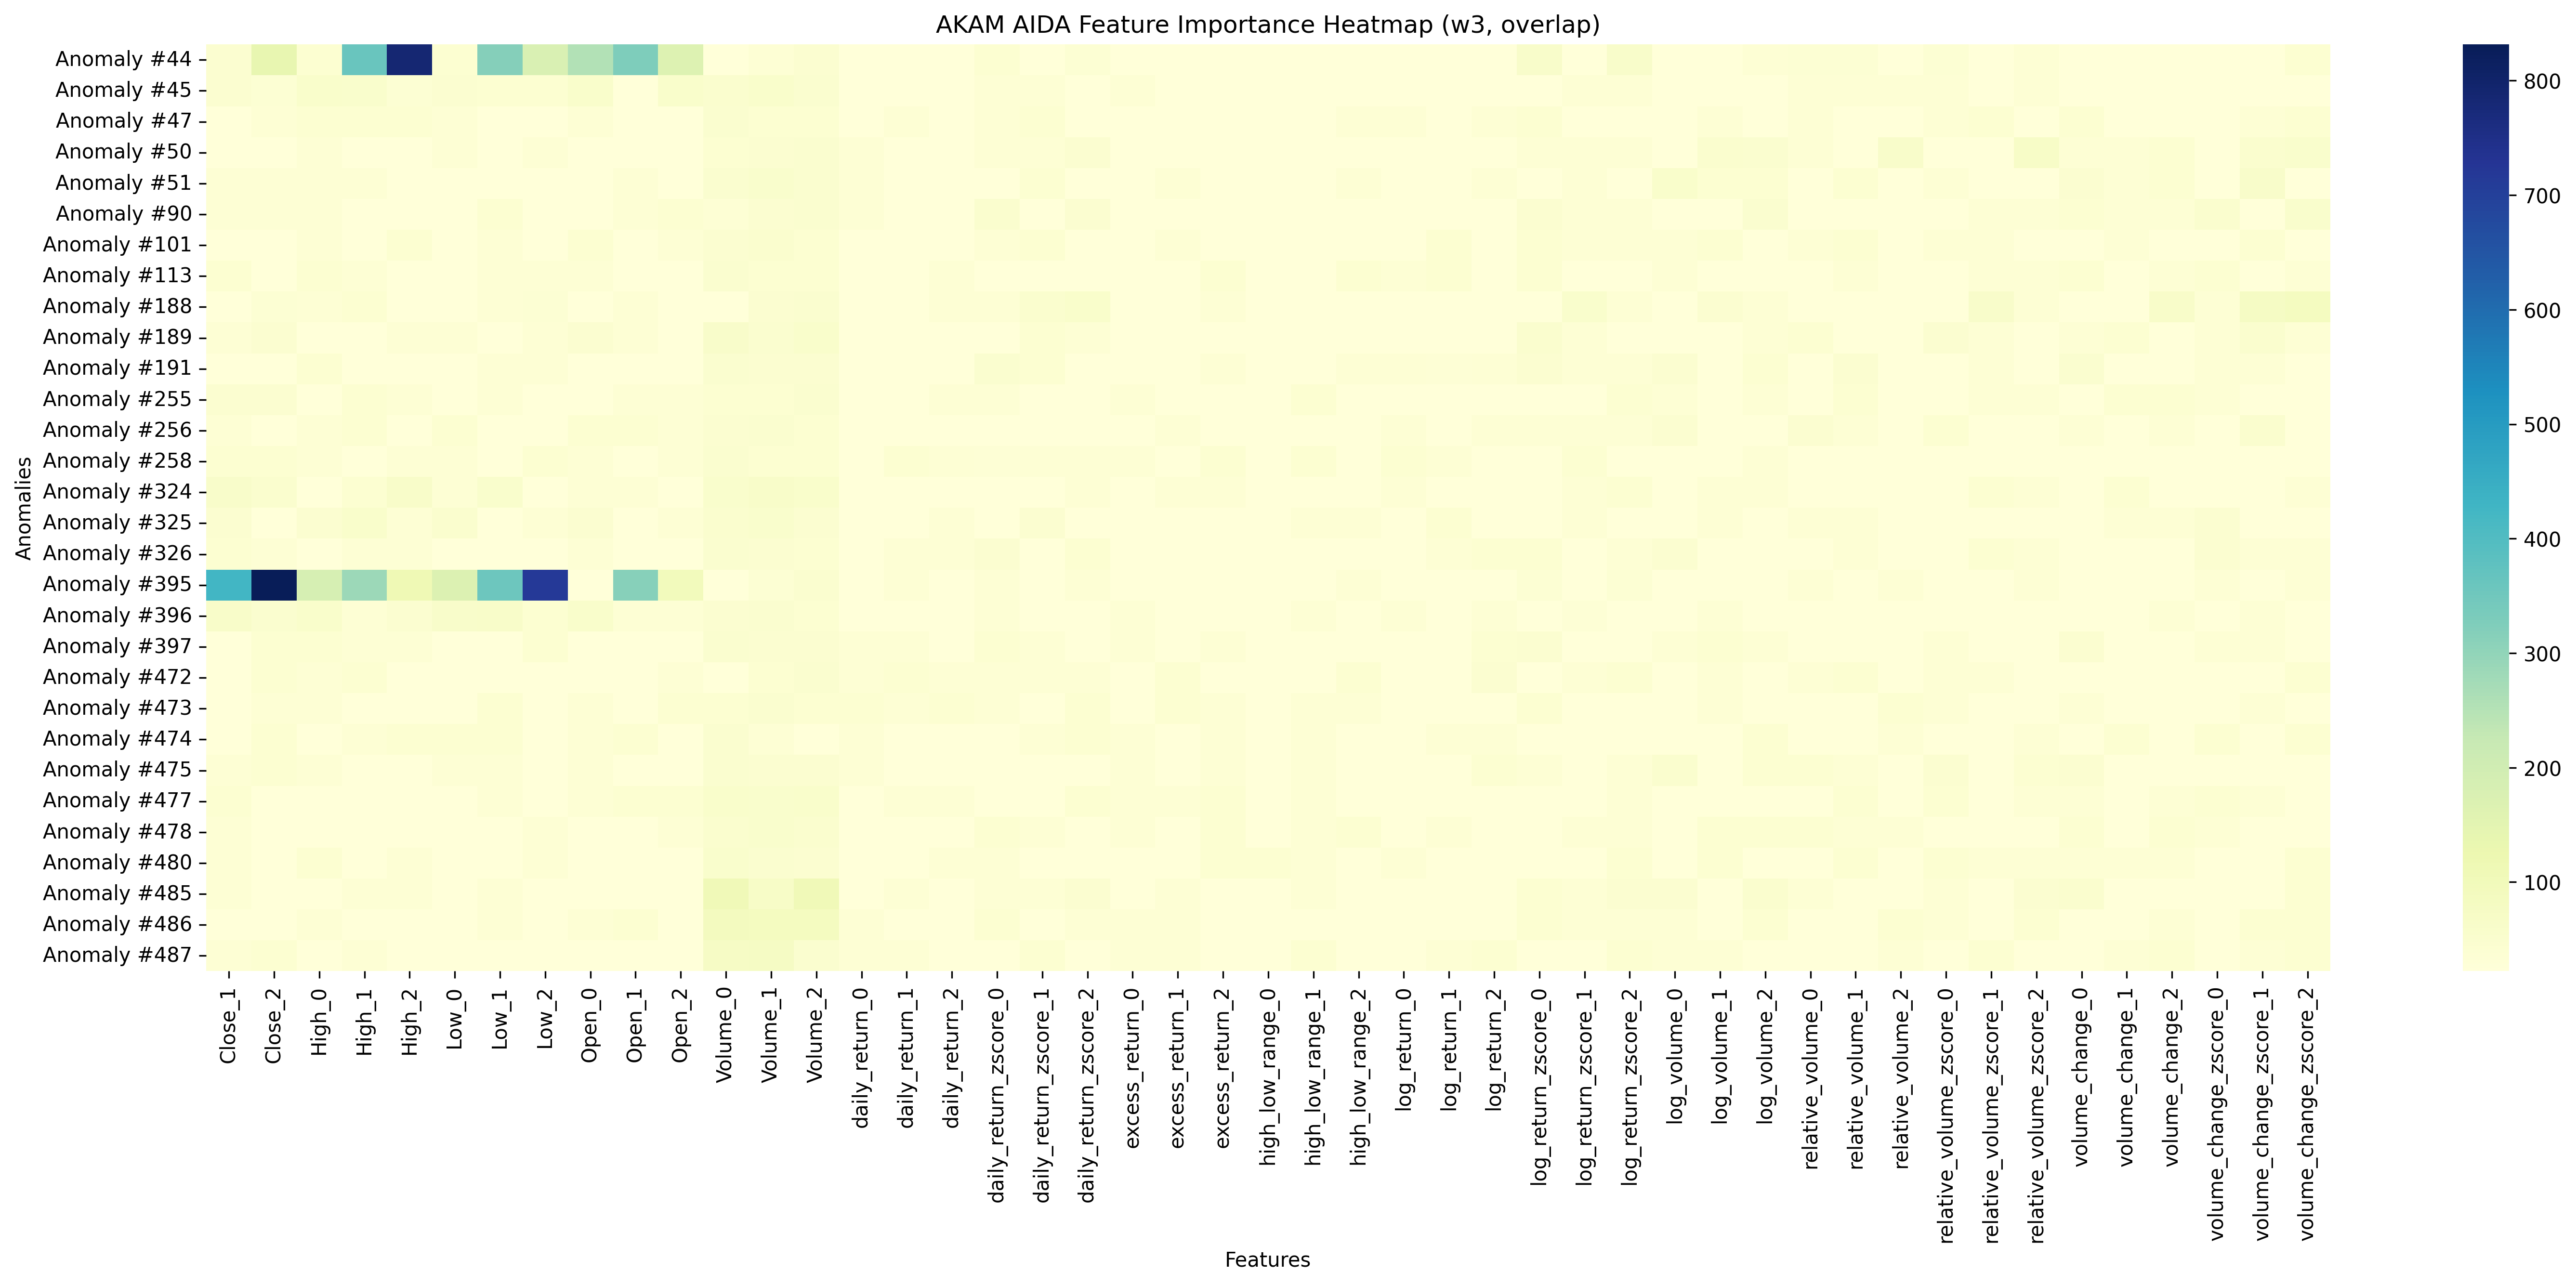 AKAM AIDA Feature Importance Heatmap (w3, overlap)
Anomalies
Anomaly #44
Anomaly #45
Anomaly #47
Anomaly #50
Anomaly #51
Anomaly #90
Anomaly #101
Anomaly #113
Anomaly #188
Anomaly #189
Anomaly #191
Anomaly #255
Anomaly #256
Anomaly #258
Anomaly #324
Anomaly #325
Anomaly #326
Anomaly #395
Anomaly #396
Anomaly #397
Anomaly #472
Anomaly #473
Anomaly #474
Anomaly #475
Anomaly #477
Anomaly #478
Anomaly #480
Anomaly #485
Anomaly #486
Anomaly #487
Close_1
Close_2
High_0
High_1
High_2
Low_0
Low_1
Low_2
Open_0
Open_1
Open_2
Volume_0
Volume_1
Volume_2
daily_return_0
daily_return_1
daily_return_2
daily_return_zscore_0
daily_return_zscore_1
daily_return_zscore_2
excess_return_0
excess_return_1
excess_return_2
high_low_range_0
high_low_range_1
high_low_range_2
log_return_0
log_return_1
log_return_2
log_return_zscore_0
log_return_zscore_1
log_return_zscore_2
log_volume_0
log_volume_1
log_volume_2
relative_volume_0
relative_volume_1
relative_volume_2
relative_volume_zscore_0
relative_volume_zscore_1
relative_volume_zscore_2
volume_change_0
volume_change_1
volume_change_2
volume_change_zscore_0
volume_change_zscore_1
volume_change_zscore_2
Features
800
700
600
500
400
300
200
100